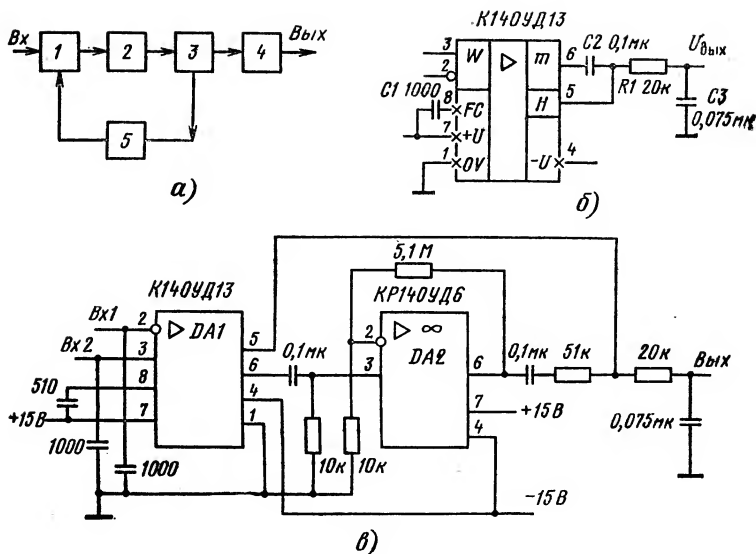 Вх
1
2
3
4
Вых
5
а)
К140УД13
3
W
m
6
C2 0,1мк
Uвых
2
C1 1000
8
FC
H
5
R1 20к
C3
0,075мк
7
+U
1
0V
-U
4
б)
5,1М
К140УД13
КР140УД6
Вх1
2
DA1
5
2
∞
DA2
Вх2
3
6
0,1мк
3
6
0,1мк
51к
20к
Вых
510
8
4
7
+15В
+15В
7
1
4
0,075мк
1000
1000
10к
10к
-15В
в)